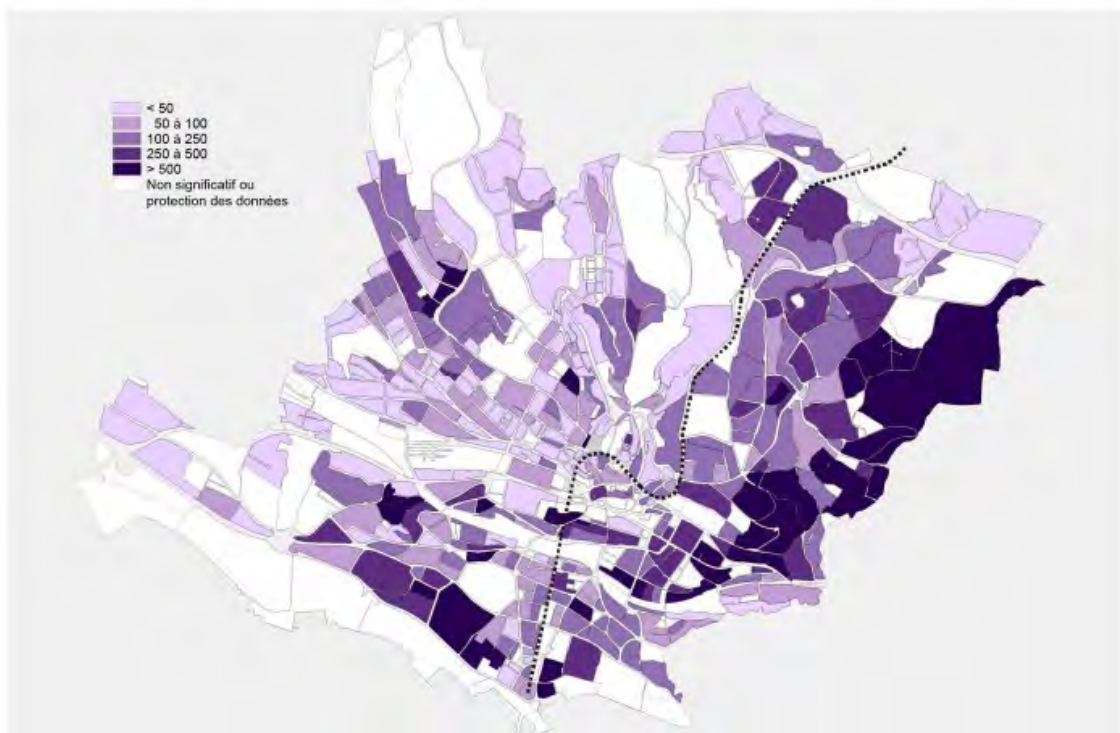 < 50
50 à 100
100 à 250
250 à 500
> 500
Non significatif ou
protection des données